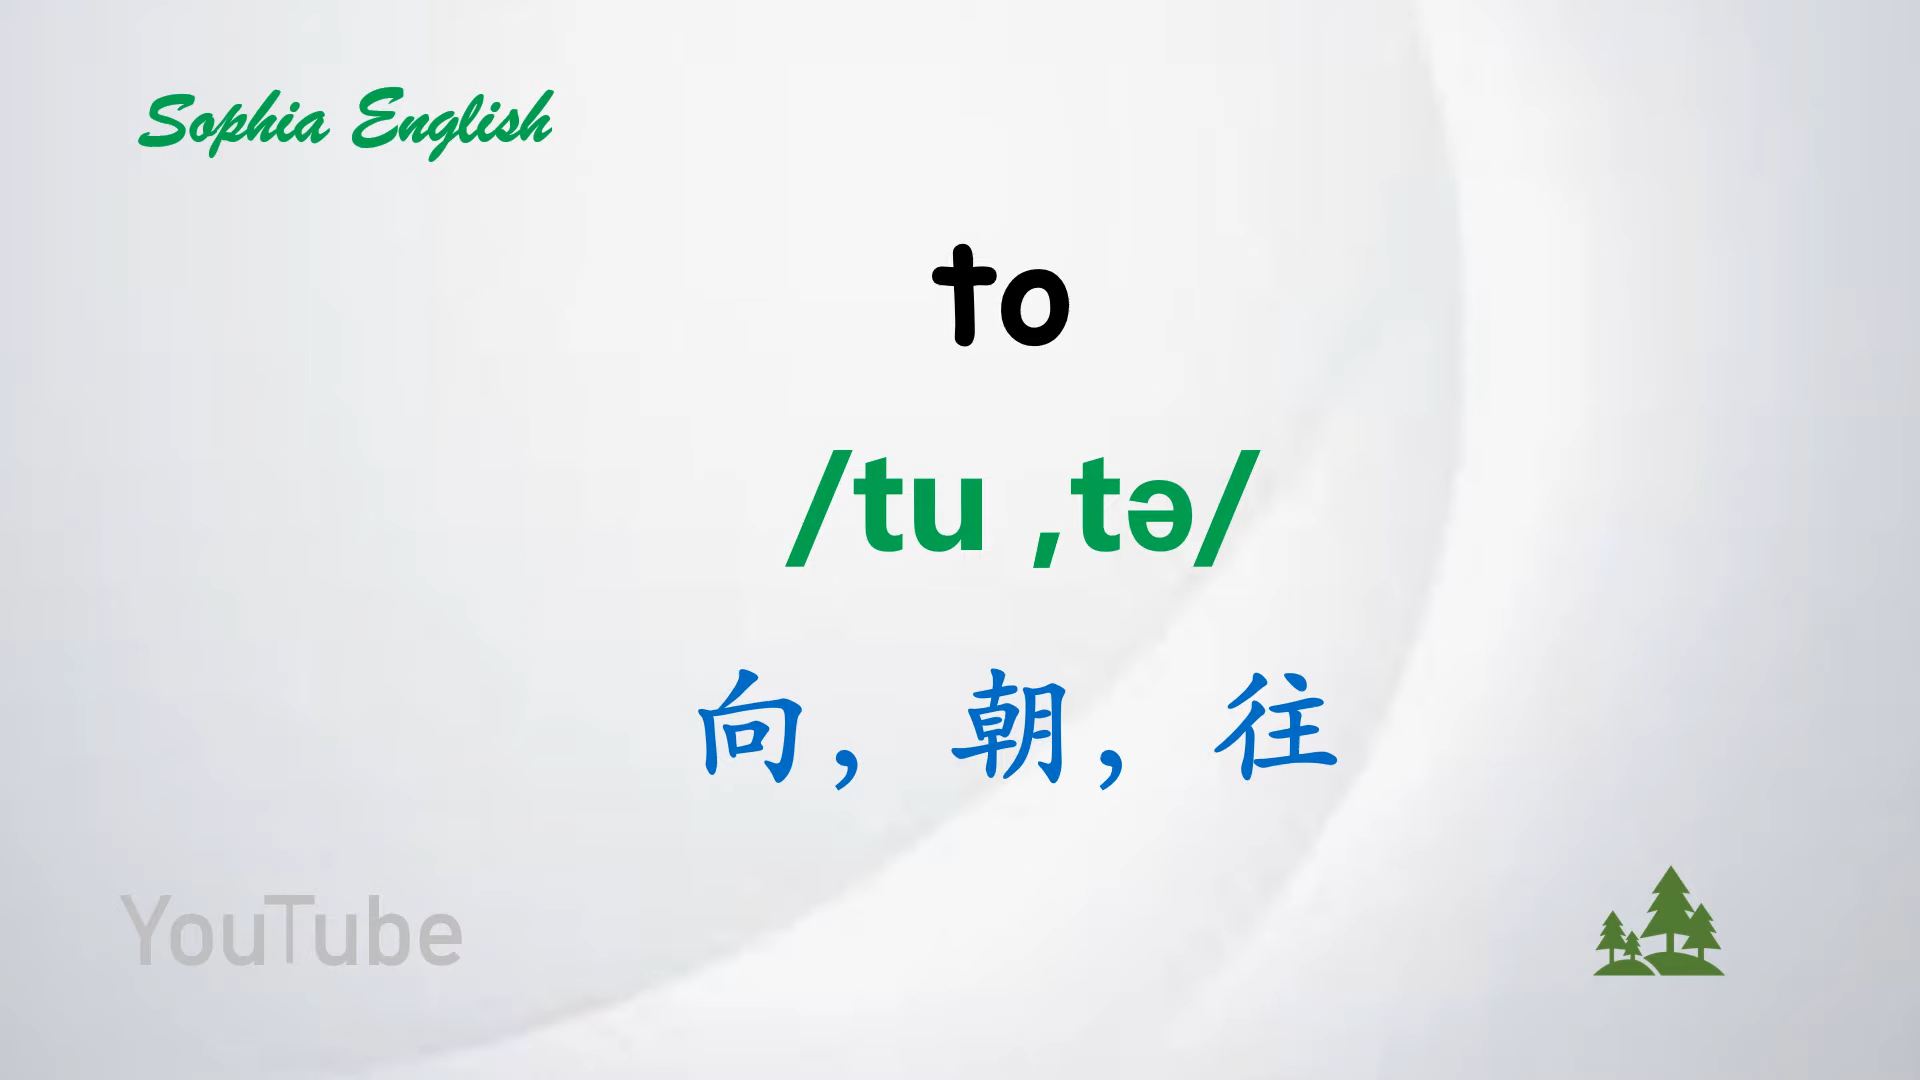 Sophia English
to
/tu ,tə/
向，朝，往
YouTube